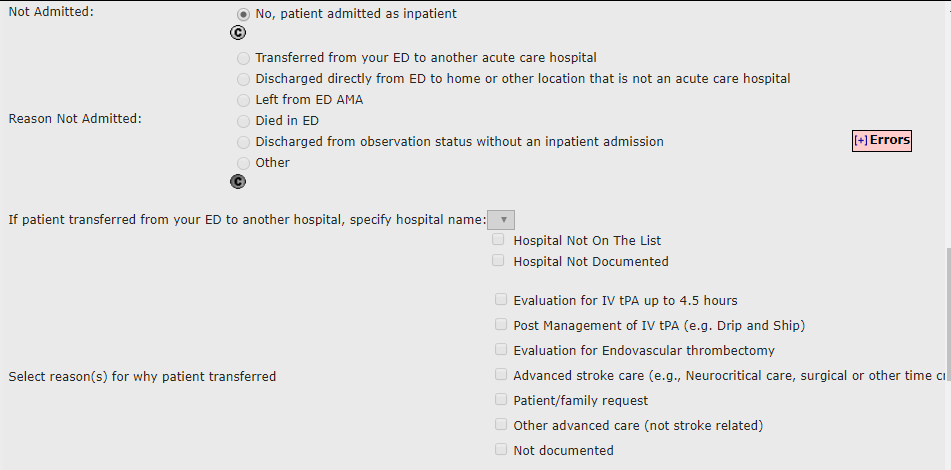 Not Admitted:
No, patient admitted as inpatient
C
Transferred from your ED to another acute care hospital
Discharged directly from ED to home or other location that is not an acute care hospital
Left from ED AMA
Reason Not Admitted:
Died in ED
Discharged from observation status without an inpatient admission
[+] Errors
Other
C
If patient transferred from your ED to another hospital, specify hospital name:
Hospital Not On The List
Hospital Not Documented
Evaluation for IV tPA up to 4.5 hours
Post Management of IV tPA (e.g. Drip and Ship)
Evaluation for Endovascular thrombectomy
Select reason(s) for why patient transferred
Advanced stroke care (e.g., Neurocritical care, surgical or other time
Patient/family request
Other advanced care (not stroke related)
Not documented